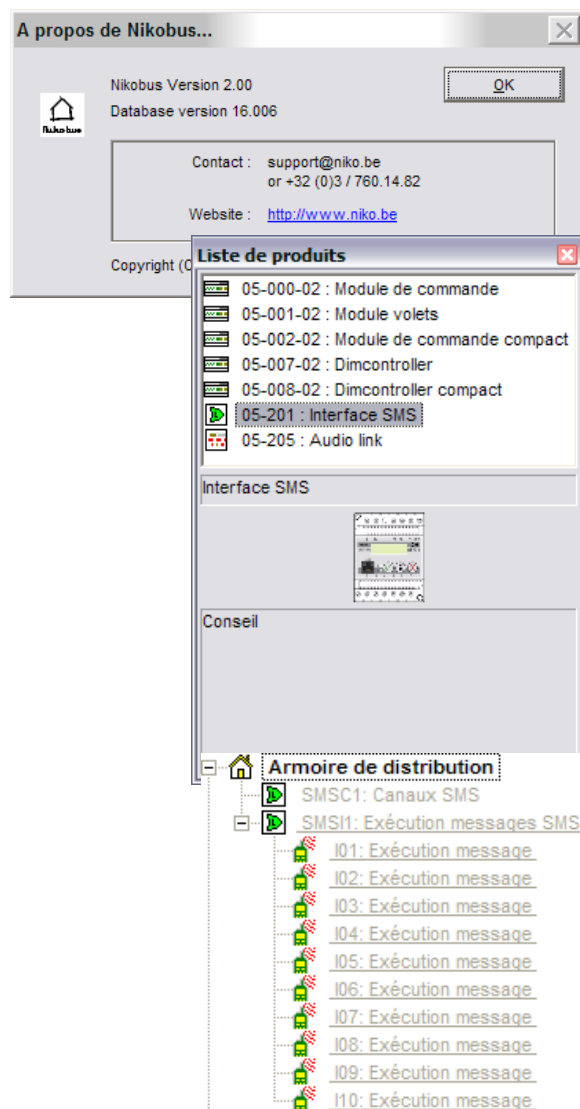 A propos de Nikobus...
Nikobus Version 2.00
OK
Database version 16.006
Nikobus
Contact : support@niko.be
or +32 (0)3 / 760.14.82
Website : http://www.niko.be
Copyright (C
Liste de produits
05-000-02 : Module de commande
05-001-02 : Module volets
05-002-02 : Module de commande compact
05-007-02 : Dimcontroller
05-008-02 : Dimcontroller compact
05-201 : Interface SMS
05-205 : Audio link
Interface SMS
Conseil
Armoire de distribution
SMSC1: Canaux SMS
SMSI1: Exécution messages SMS
I01: Exécution message
I02: Exécution message
I03: Exécution message
I04: Exécution message
I05: Exécution message
I06: Exécution message
I07: Exécution message
I08: Exécution message
I09: Exécution message
I10: Exécution message